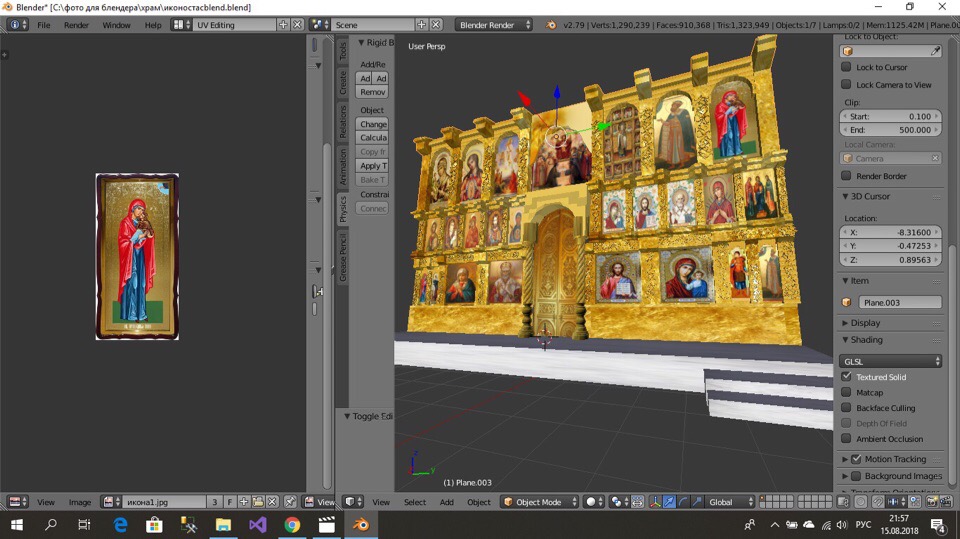 Blender* [C:\фото для блендера\храм\иконостасblend.blend]
File
Render
Window
Help
UV Editing
Scene
Blender Render
v2.79 | Verts:1,290,239 | Faces:910,368 | Tris:1,323,949 | Objects:1/7 | Lamps:0/2 | Mem:1125.42M | Plane.00
Tools
Create
Relations
Animation
Physics
Grease Pencil
Rigid B
Add/Re
Ad
Ad
Remov
Object
Change
Calcula
Copy fr
Apply T
Bake T
Constrai
Connec
Toggle Edi
User Persp
(1) Plane.003
Lock to Object:
Lock to Cursor
Lock Camera to View
Clip:
Start: 0.100
End: 500.000
Local Camera:
Camera
Render Border
3D Cursor
Location:
X: -8.31600
Y: -0.47253
Z: 0.89563
Item
Plane.003
Display
Shading
GLSL
Textured Solid
Matcap
Backface Culling
Depth Of Field
Ambient Occlusion
Motion Tracking
Background Images
View
Image
икона1.jpg
3
F
View
View
Select
Add
Object
Object Mode
Global
РУС
21:57
15.08.2018
4